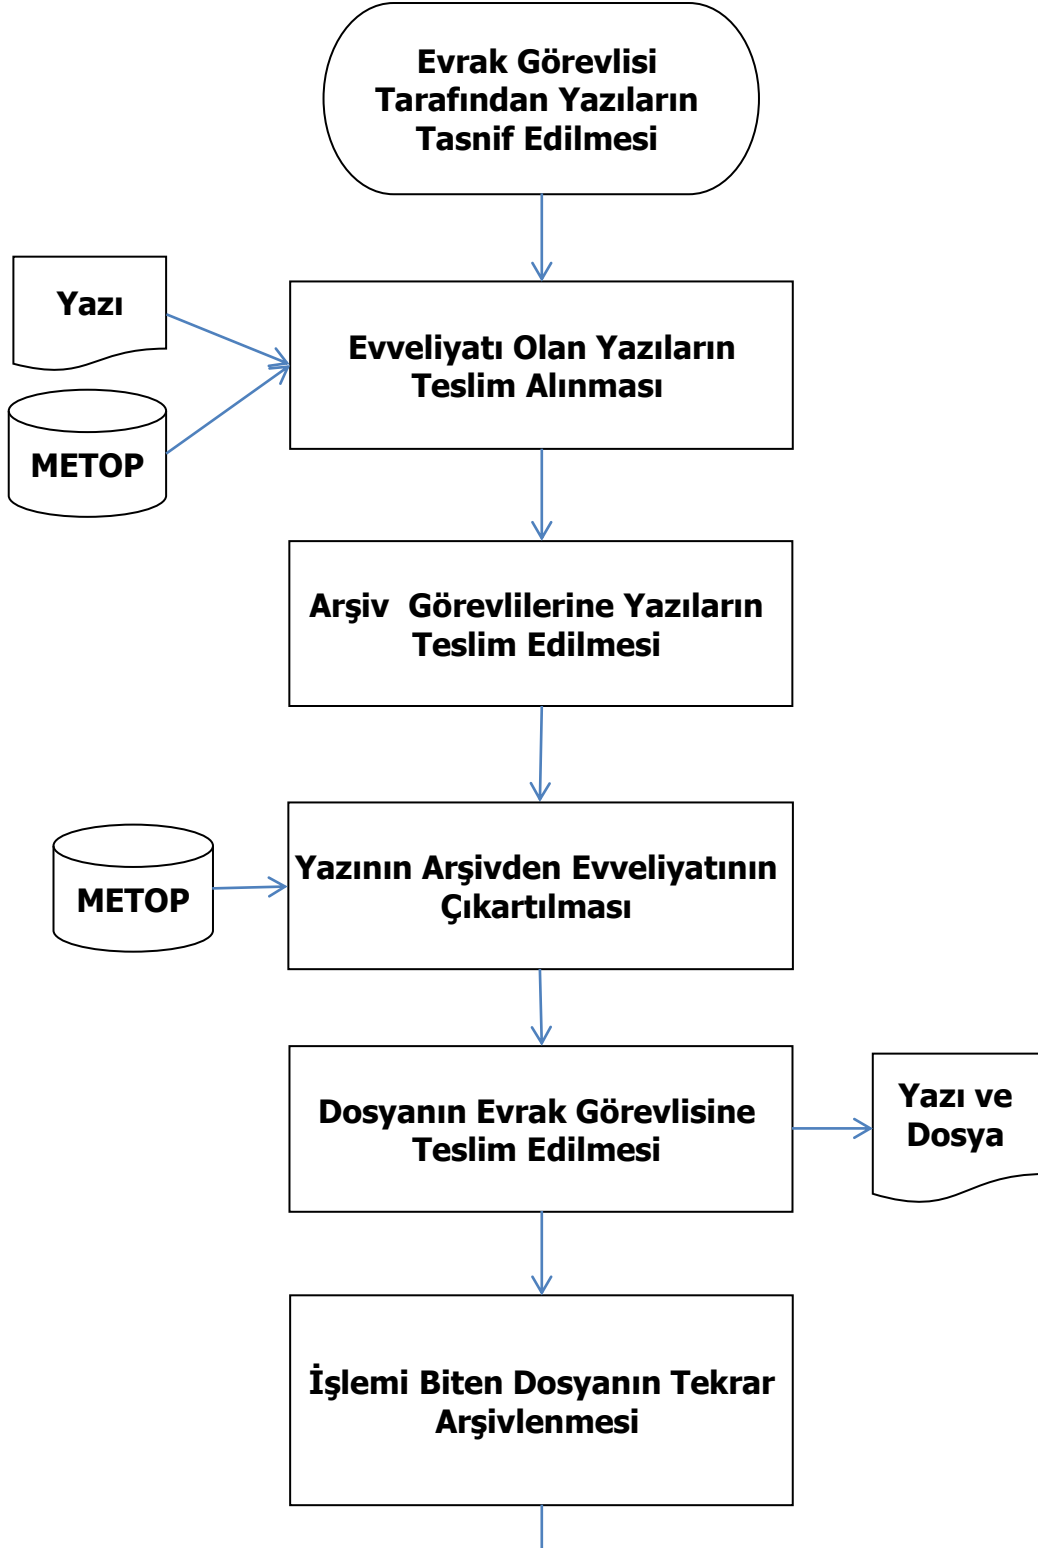 Evrak Görevlisi
Tarafından Yazıların
Tasnif Edilmesi
Yazı
Evveliyatı Olan Yazıların
Teslim Alınması
METOP
Arşiv  Görevlilerine Yazıların
Teslim Edilmesi
Yazının Arşivden Evveliyatının
Çıkartılması
METOP
Dosyanın Evrak Görevlisine
Teslim Edilmesi
Yazı ve
Dosya
İşlemi Biten Dosyanın Tekrar
Arşivlenmesi